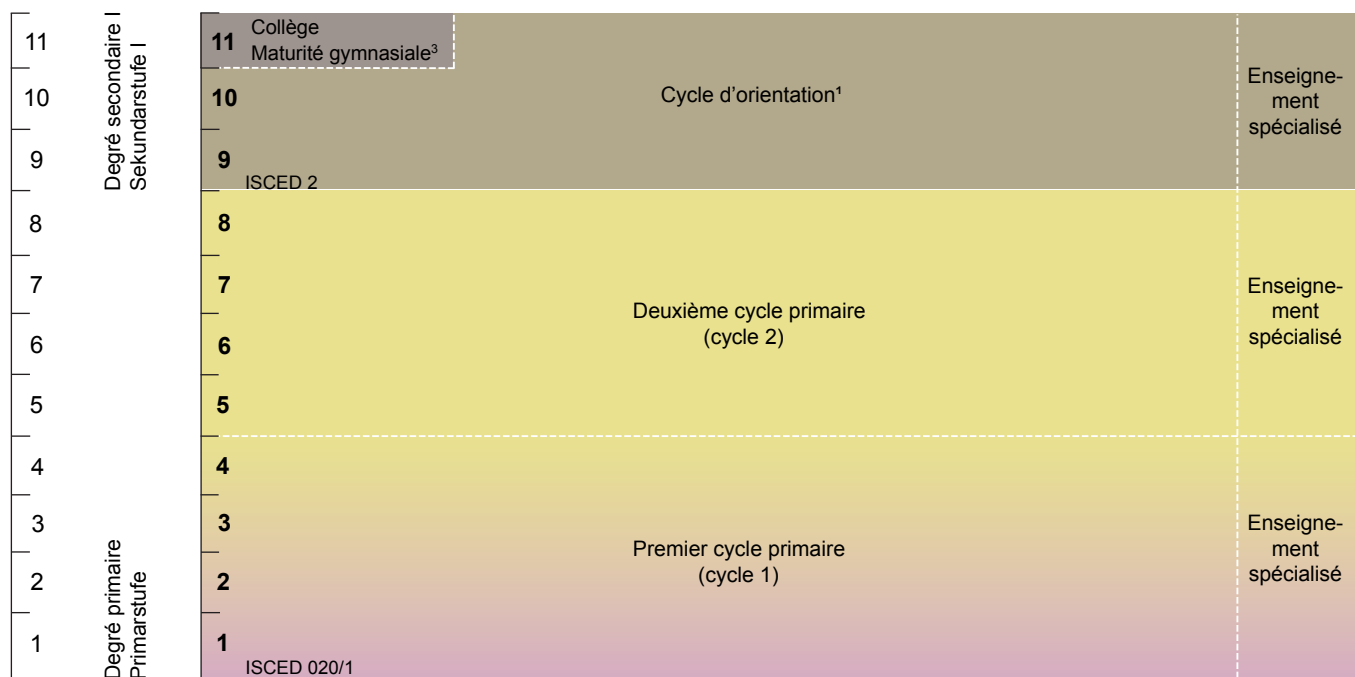 11
10
9
8
7
6
5
4
3
2
1
Degré secondaire I
Sekundarstufe I
Degré primaire
Primarstufe
11
10
9
ISCED 2
8
7
6
5
4
3
2
1
ISCED 020/1
Collège
Maturité gymnasiale³
Cycle d’orientation¹
Enseigne-
ment
spécialisé
Deuxième cycle primaire
(cycle 2)
Enseigne-
ment
spécialisé
Premier cycle primaire
(cycle 1)
Enseigne-
ment
spécialisé